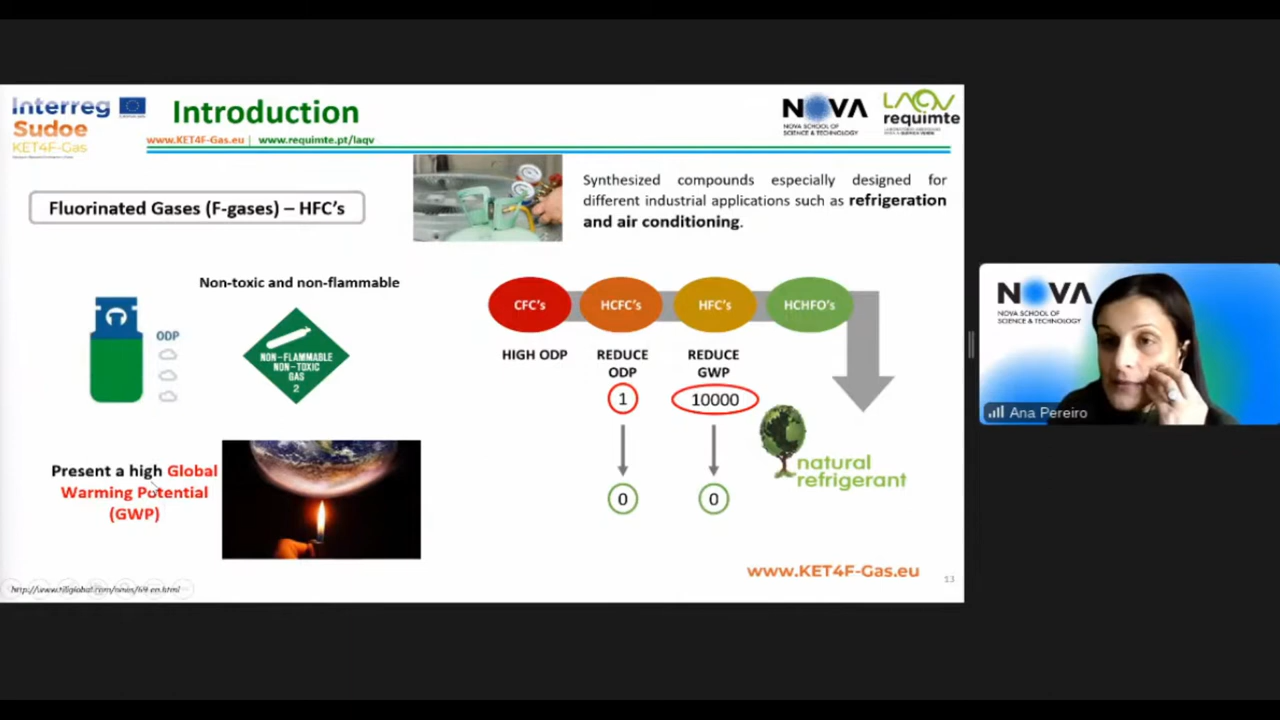 Interreg
Sudoe
KET4F-Gas
Introduction
www.KET4F-Gas.eu | www.requimte.pt/laqv
NOVA
NOVA SCHOOL OF
SCIENCE & TECHNOLOGY
LAQV
requimte
Fluorinated Gases (F-gases) – HFC's
Synthesized compounds especially designed for
different industrial applications such as refrigeration
and air conditioning.
Non-toxic and non-flammable
ODP
NON-FLAMMABLE
NON-TOXIC
GAS
2
CFC's
HCFC's
HFC's
HCHFO's
HIGH ODP
REDUCE
ODP
REDUCE
GWP
1
10000
0
0
natural
refrigerant
Present a high Global
Warming Potential
(GWP)
www.KET4F-Gas.eu
13
NOVA
NOVA SCHOOL OF
SCIENCE & TECHNOLOGY
Ana Pereiro